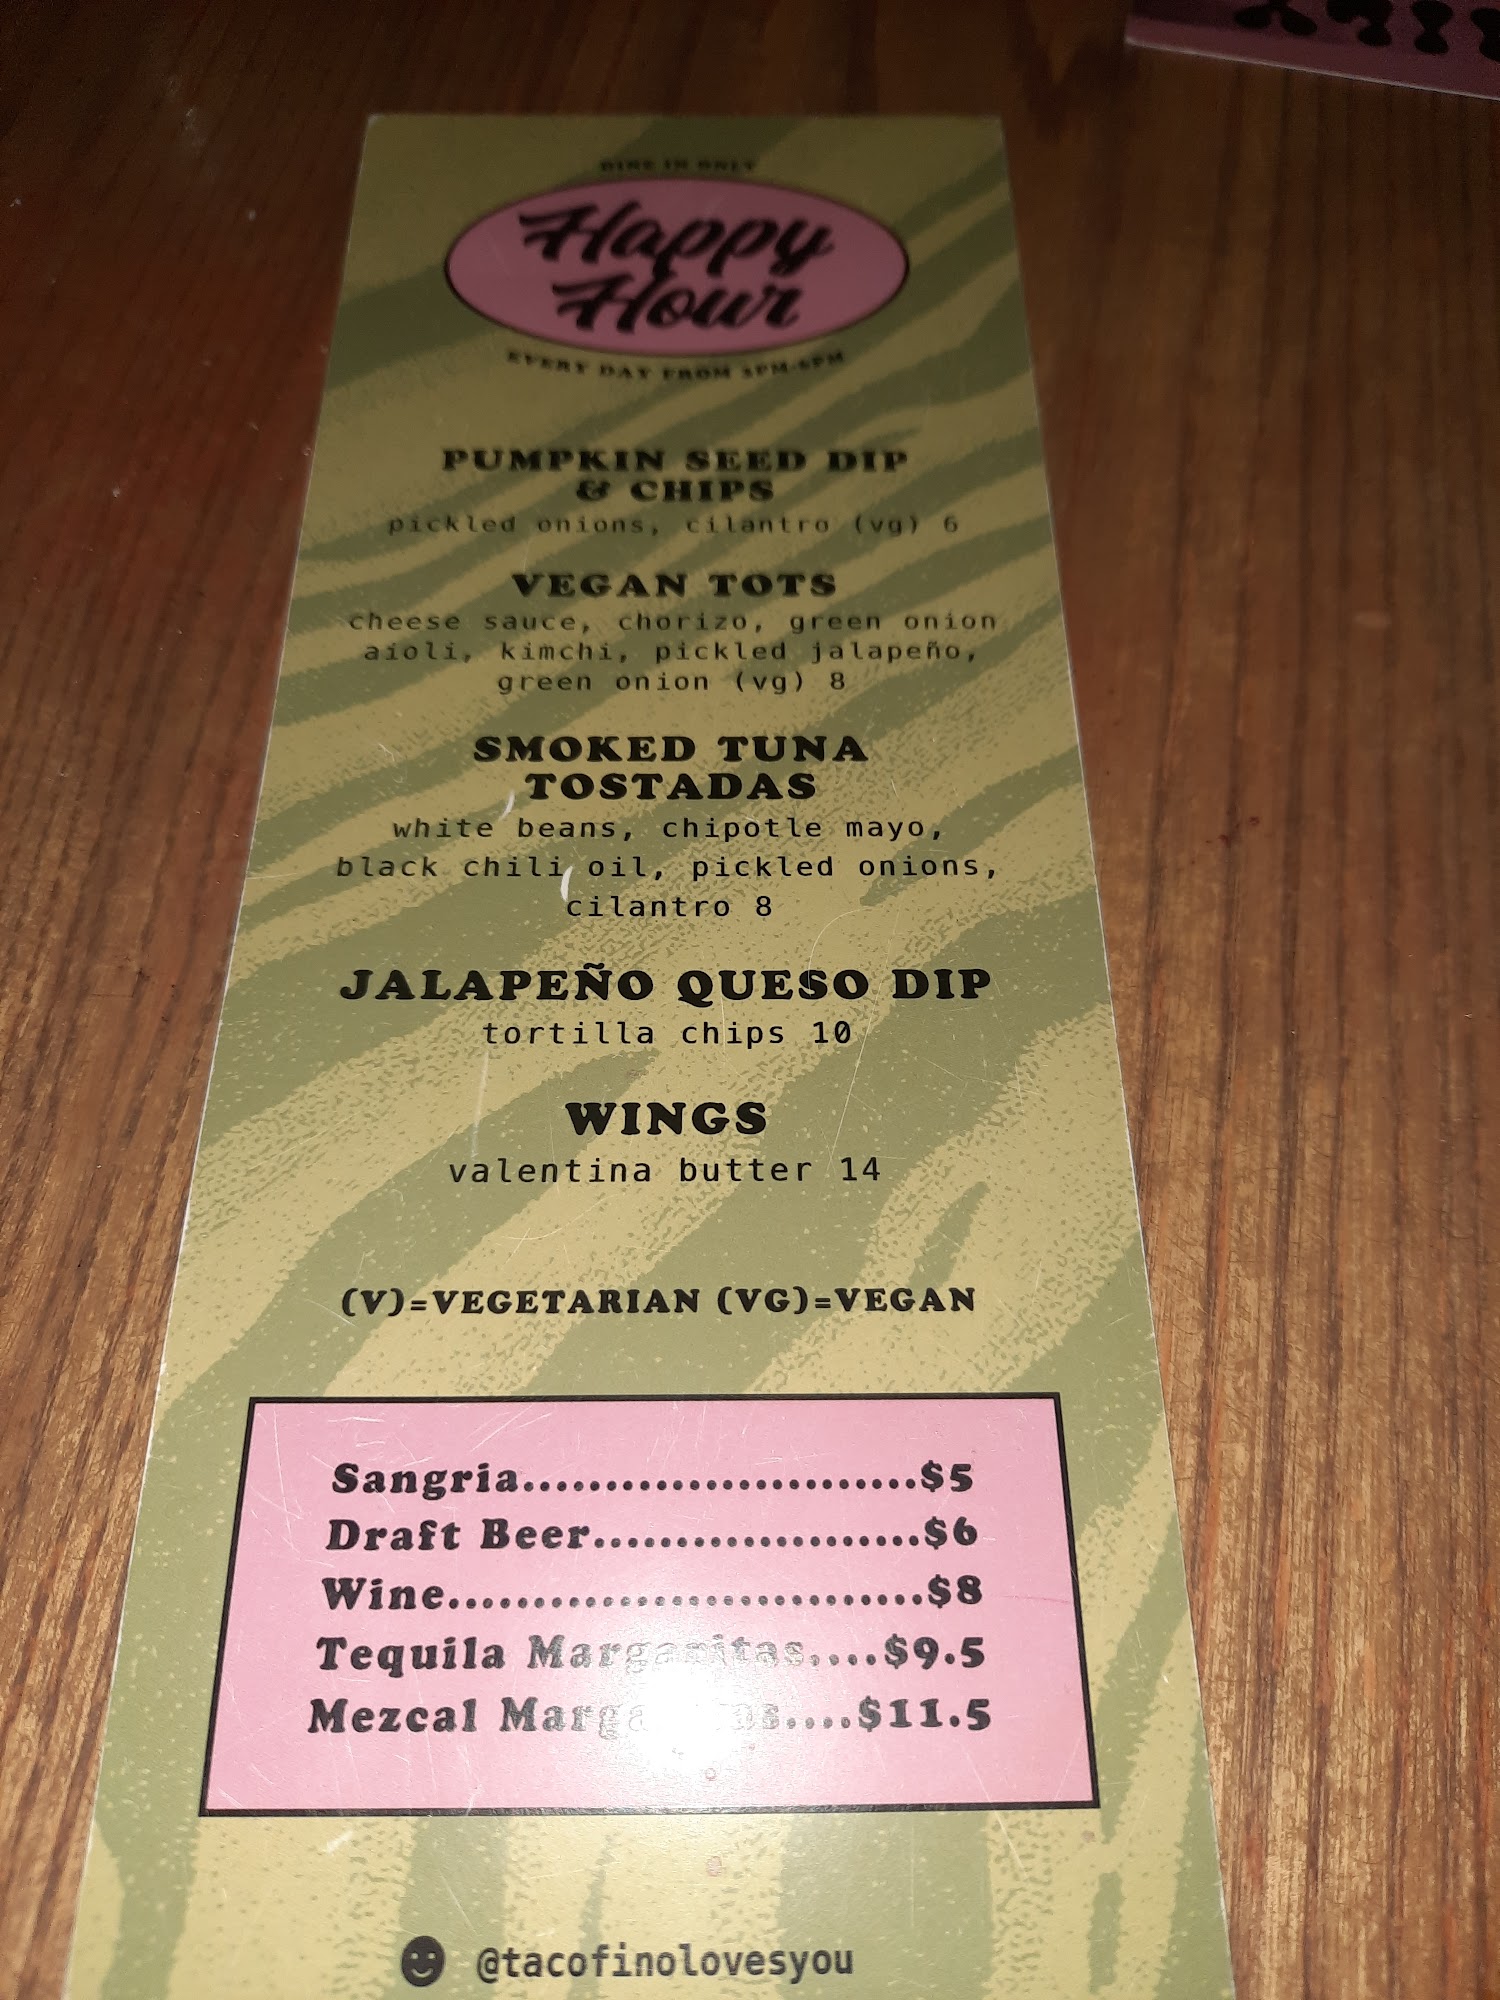 DINE IN ONLY
Happy
Hour
EVERY DAY FROM
PUMPKIN SEED DIP
& CHIPS
pickled onions, cilantro (vg) 6
VEGAN TOTS
cheese sauce, chorizo, green onion
aioli, kimchi, pickled jalapeño,
green onion (vg) 8
SMOKED TUNA
TOSTADAS
white beans, chipotle mayo,
black chili oil, pickled onions,
cilantro 8
JALAPEÑO QUESO DIP
tortilla chips 10
WINGS
valentina butter 14
(V)=VEGETARIAN (VG)=VEGAN
Sangria........................$5
Draft Beer....................$6
Wine.............................$8
Tequila Margaritas....$9.5
Mezcal Margaritas....$11.5
@tacofinolovesyou